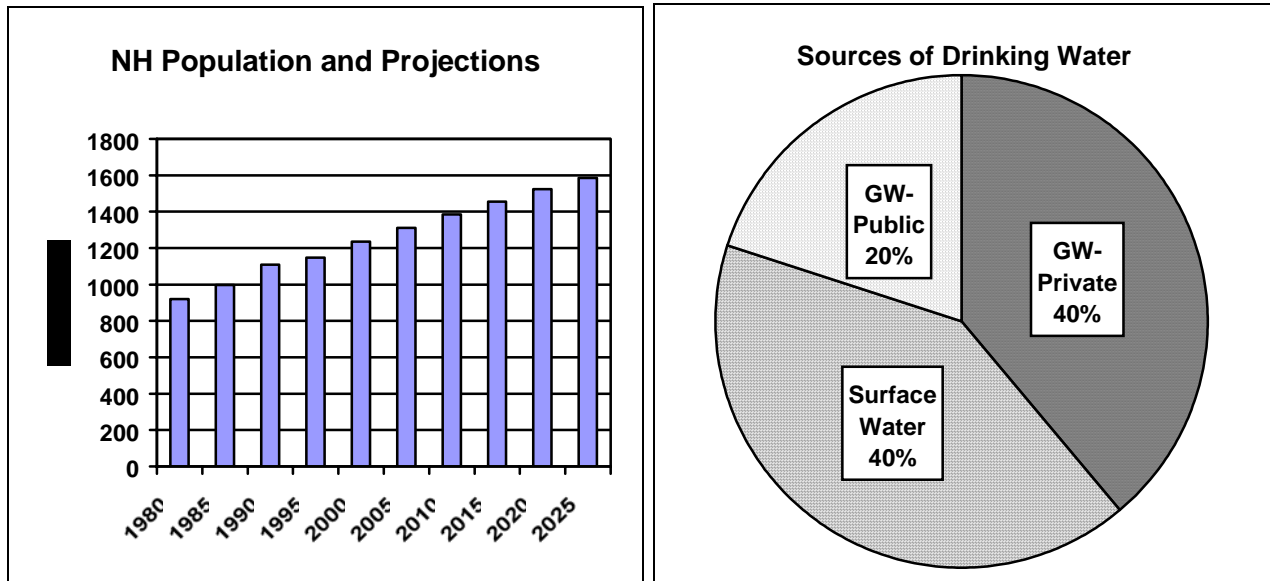 NH Population and Projections
1800
1600
1400
1200
1000
800
600
400
200
0
1980
1985
1990
1995
2000
2005
2010
2015
2020
2025
Sources of Drinking Water
GW-
Public
20%
GW-
Private
40%
Surface
Water
40%